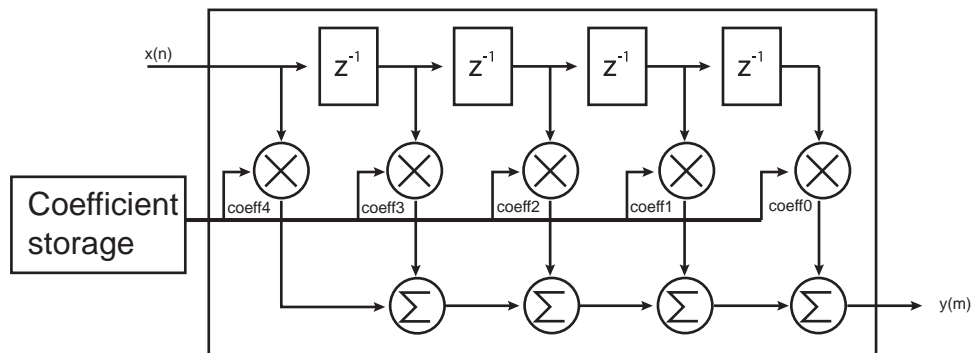 x(n)
z⁻¹ z⁻¹ z⁻¹ z⁻¹
Coefficient
storage
coeff4 coeff3 coeff2 coeff1 coeff0
Σ Σ Σ Σ
y(m)